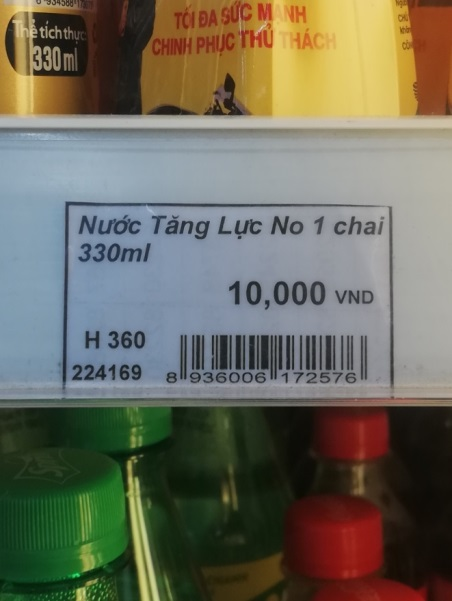 Thể tích thực:
330ml
TỐI ĐA SỨC MẠNH
CHINH PHỤC THỬ THÁCH
Nước Tăng Lực No 1 chai
330ml
10,000 VND
H 360
224169
8 936006 172576